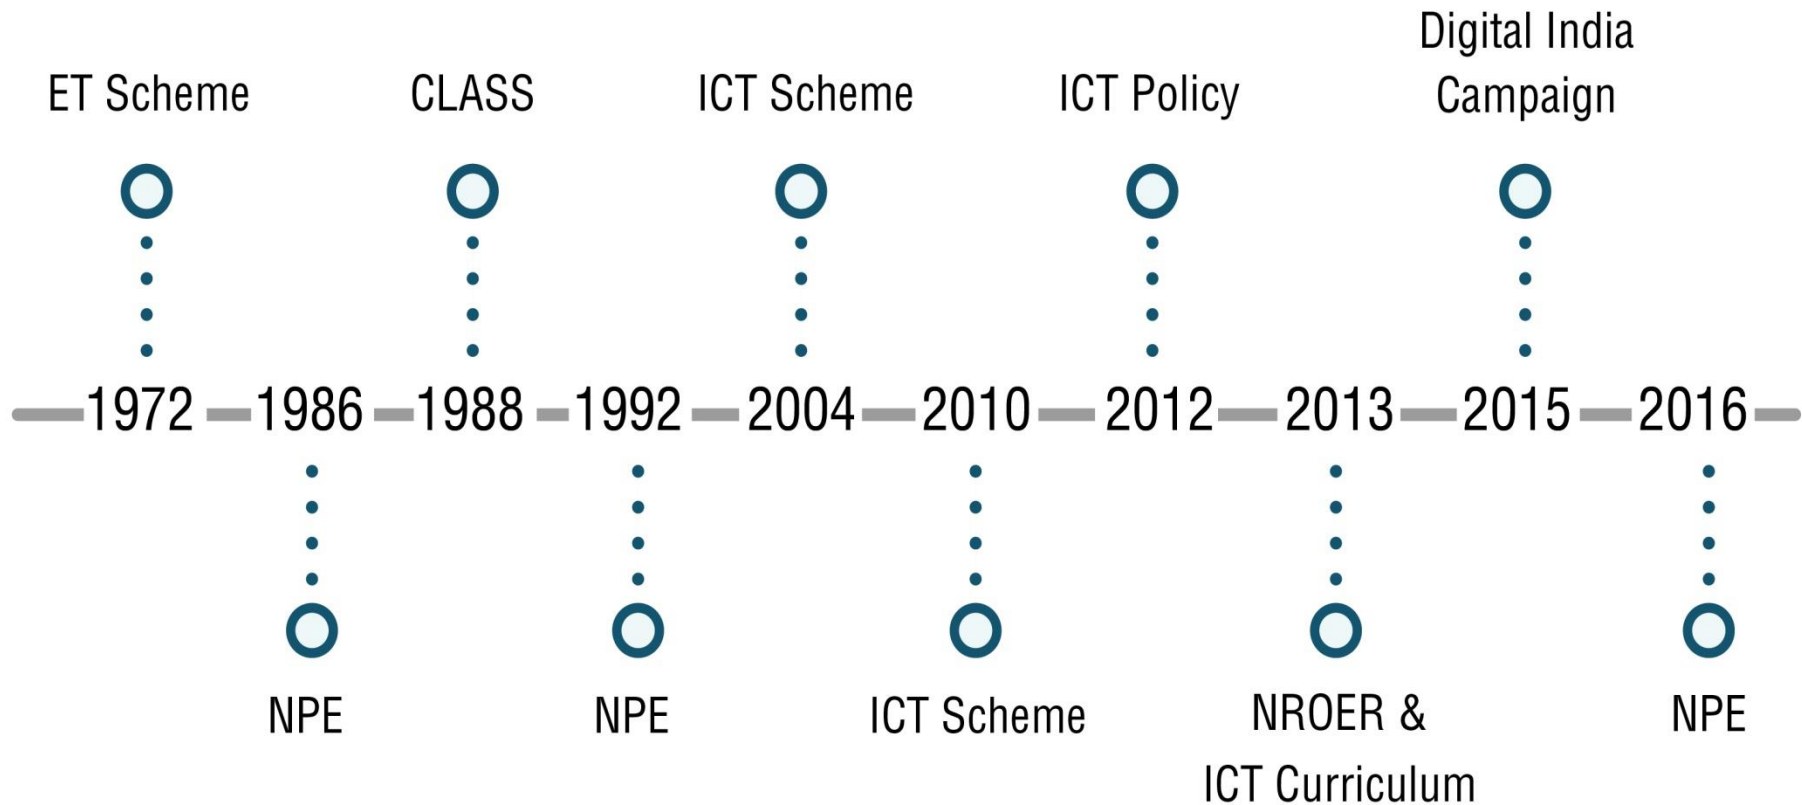 Digital India
Campaign
ET Scheme
CLASS
ICT Scheme
ICT Policy
1972
1986
1988
1992
2004
2010
2012
2013
2015
2016
NPE
NPE
ICT Scheme
NROER &
ICT Curriculum
NPE